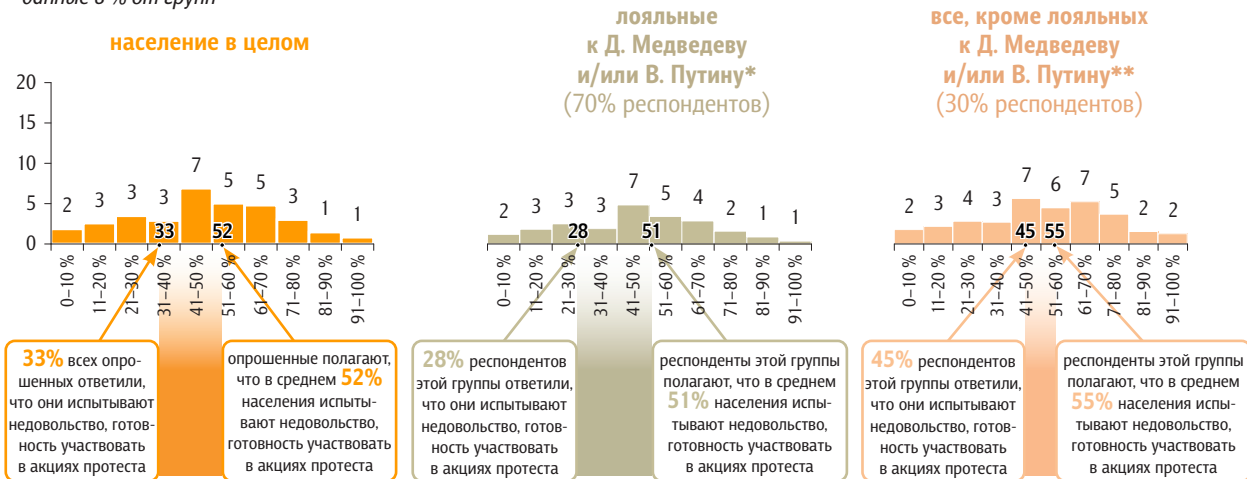 данные в % от групп
население в целом
20
15
10
5
0
2 3 3 3 7 5 5 3 1 1
33 52
0–10 %
11–20 %
21–30 %
31–40 %
41–50 %
51–60 %
61–70 %
71–80 %
81–90 %
91–100 %
33% всех опро-
шенных ответили,
что они испытывают
недовольство, готов-
ность участвовать
в акциях протеста
опрошенные полагают,
что в среднем 52%
населения испыты-
вают недовольство,
готовность участвовать
в акциях протеста
лояльные
к Д. Медведеву
и/или В. Путину*
(70% респондентов)
2 3 3 3 7 5 4 2 1 1
28 51
0–10 %
11–20 %
21–30 %
31–40 %
41–50 %
51–60 %
61–70 %
71–80 %
81–90 %
91–100 %
28% респондентов
этой группы ответили,
что они испытывают
недовольство, готов-
ность участвовать
в акциях протеста
респонденты этой группы
полагают, что в среднем
51% населения испы-
тывают недовольство,
готовность участвовать
в акциях протеста
все, кроме лояльных
к Д. Медведеву
и/или В. Путину**
(30% респондентов)
2 3 4 3 7 6 7 5 2 2
45 55
0–10 %
11–20 %
21–30 %
31–40 %
41–50 %
51–60 %
61–70 %
71–80 %
81–90 %
91–100 %
45% респондентов
этой группы ответили,
что они испытывают
недовольство, готов-
ность участвовать
в акциях протеста
респонденты этой группы
полагают, что в среднем
55% населения испы-
тывают недовольство,
готовность участвовать
в акциях протеста